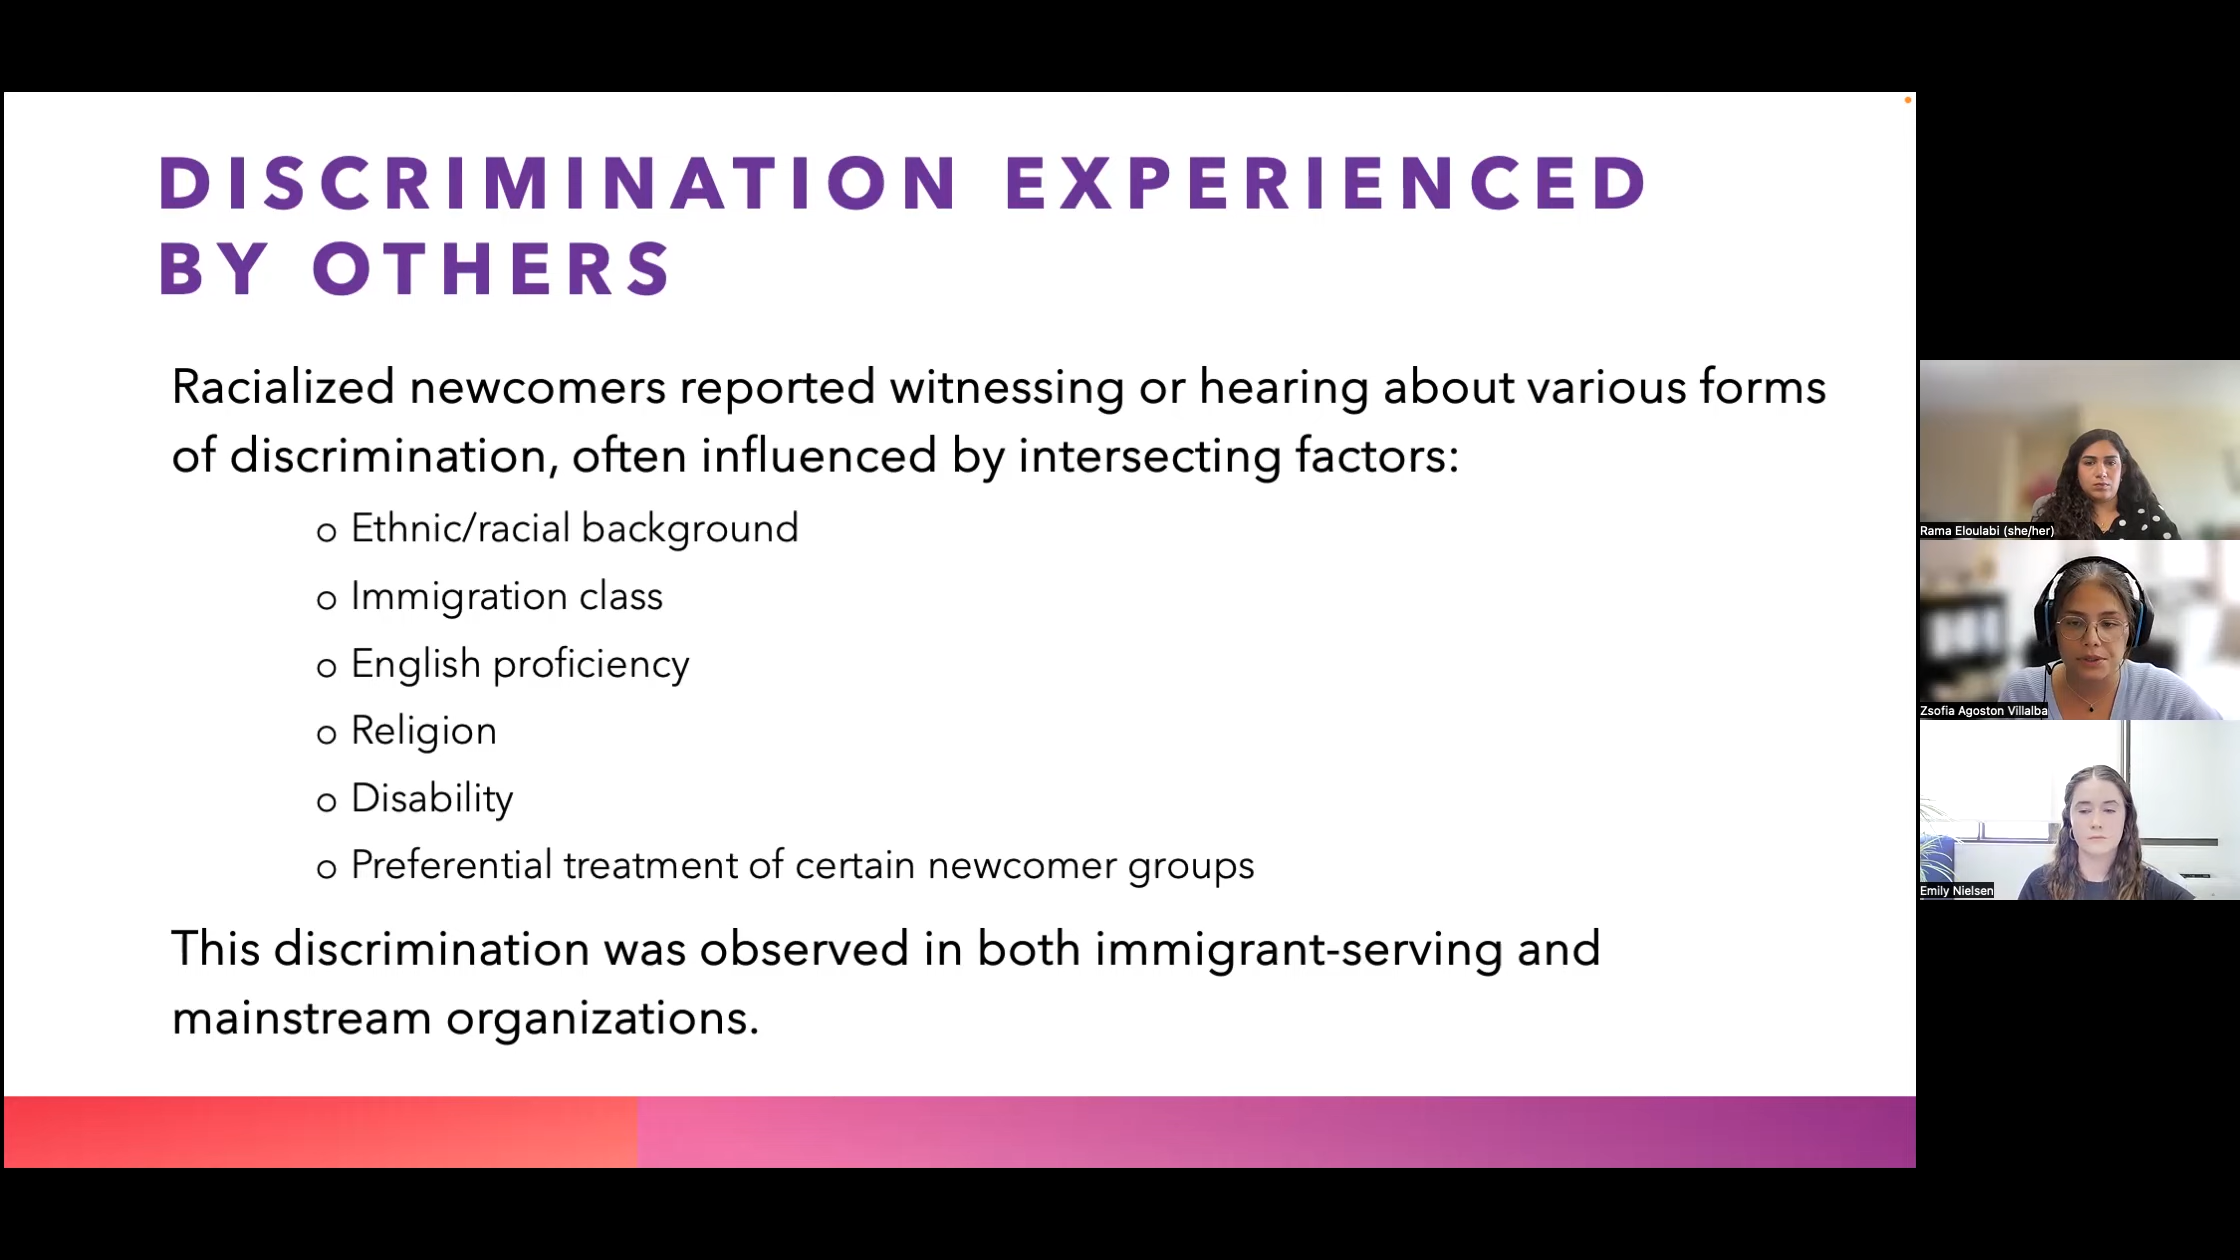 DISCRIMINATION EXPERIENCED
BY OTHERS
Racialized newcomers reported witnessing or hearing about various forms
of discrimination, often influenced by intersecting factors:
o Ethnic/racial background
o Immigration class
o English proficiency
o Religion
o Disability
o Preferential treatment of certain newcomer groups
This discrimination was observed in both immigrant-serving and
mainstream organizations.
Rama Eloulabi (she/her)
Zsofia Agoston Villalba
Emily Nielsen